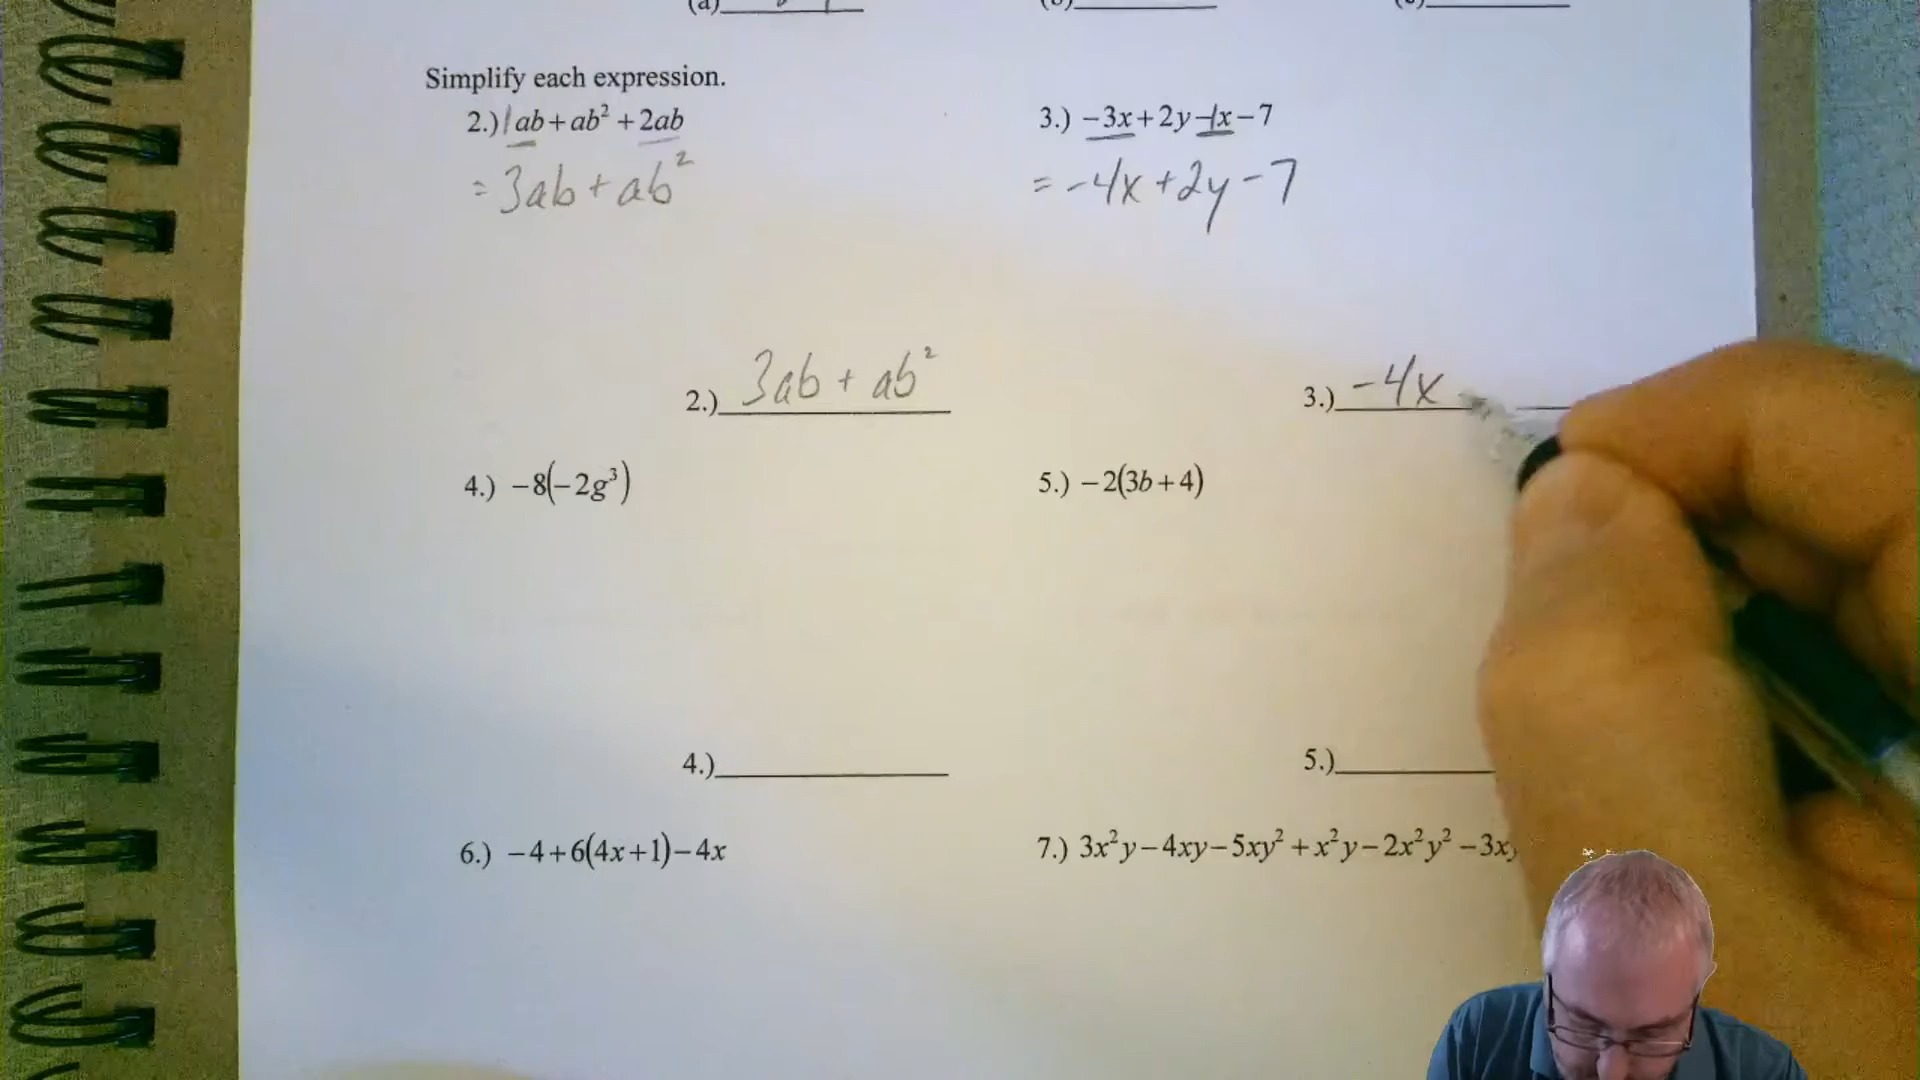 (a)
Simplify each expression.
2.) 1ab+ab² +2ab
= 3ab + ab²
3.) −3x+2y−1x−7
= -4x +2y -7
2.) 3ab + ab²
3.) -4x
4.) −8(−2g³)
5.) −2(3b+4)
4.)
5.)
6.) −4+6(4x+1)−4x
7.) 3x²y−4xy−5xy² +x²y−2x²y² −3x